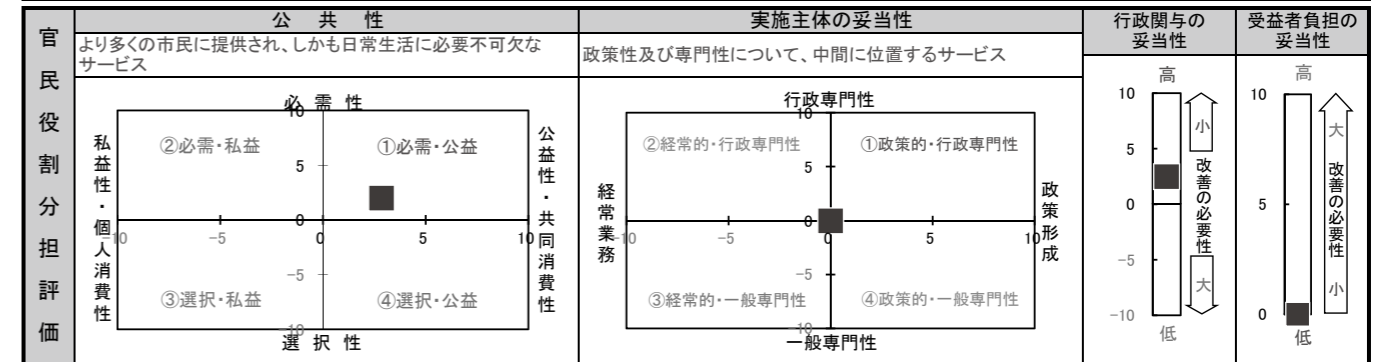 官民役割分担評価
公共性
より多くの市民に提供され、しかも日常生活に必要不可欠な
サービス
必需性
10
②必需・私益
①必需・公益
5
私益性・個人消費性
公益性・共同消費性
0
-10
-5
0
5
10
-5
③選択・私益
④選択・公益
-10
選択性
実施主体の妥当性
政策性及び専門性について、中間に位置するサービス
行政専門性
10
②経常的・行政専門性
①政策的・行政専門性
5
経常業務
政策形成
0
-10
-5
0
5
10
-5
③経常的・一般専門性
④政策的・一般専門性
-10
一般専門性
行政関与の
妥当性
高
10
5
0
-5
-10
小
改善の必要性
大
低
受益者負担の
妥当性
高
10
5
0
大
改善の必要性
小
低